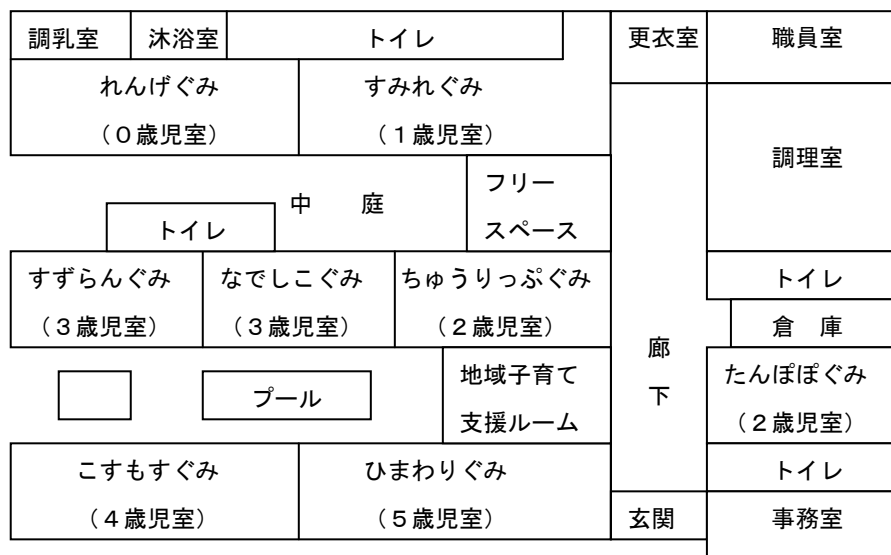 調乳室
沐浴室
トイレ
更衣室
職員室
れんげぐみ
（０歳児室）
すみれぐみ
（１歳児室）
調理室
フリー
スペース
中　庭
トイレ
すずらんぐみ
（３歳児室）
なでしこぐみ
（３歳児室）
ちゅうりっぷぐみ
（２歳児室）
トイレ
倉　庫
廊
下
たんぽぽぐみ
（２歳児室）
地域子育て
支援ルーム
プール
こすもすぐみ
（４歳児室）
ひまわりぐみ
（５歳児室）
トイレ
玄関
事務室